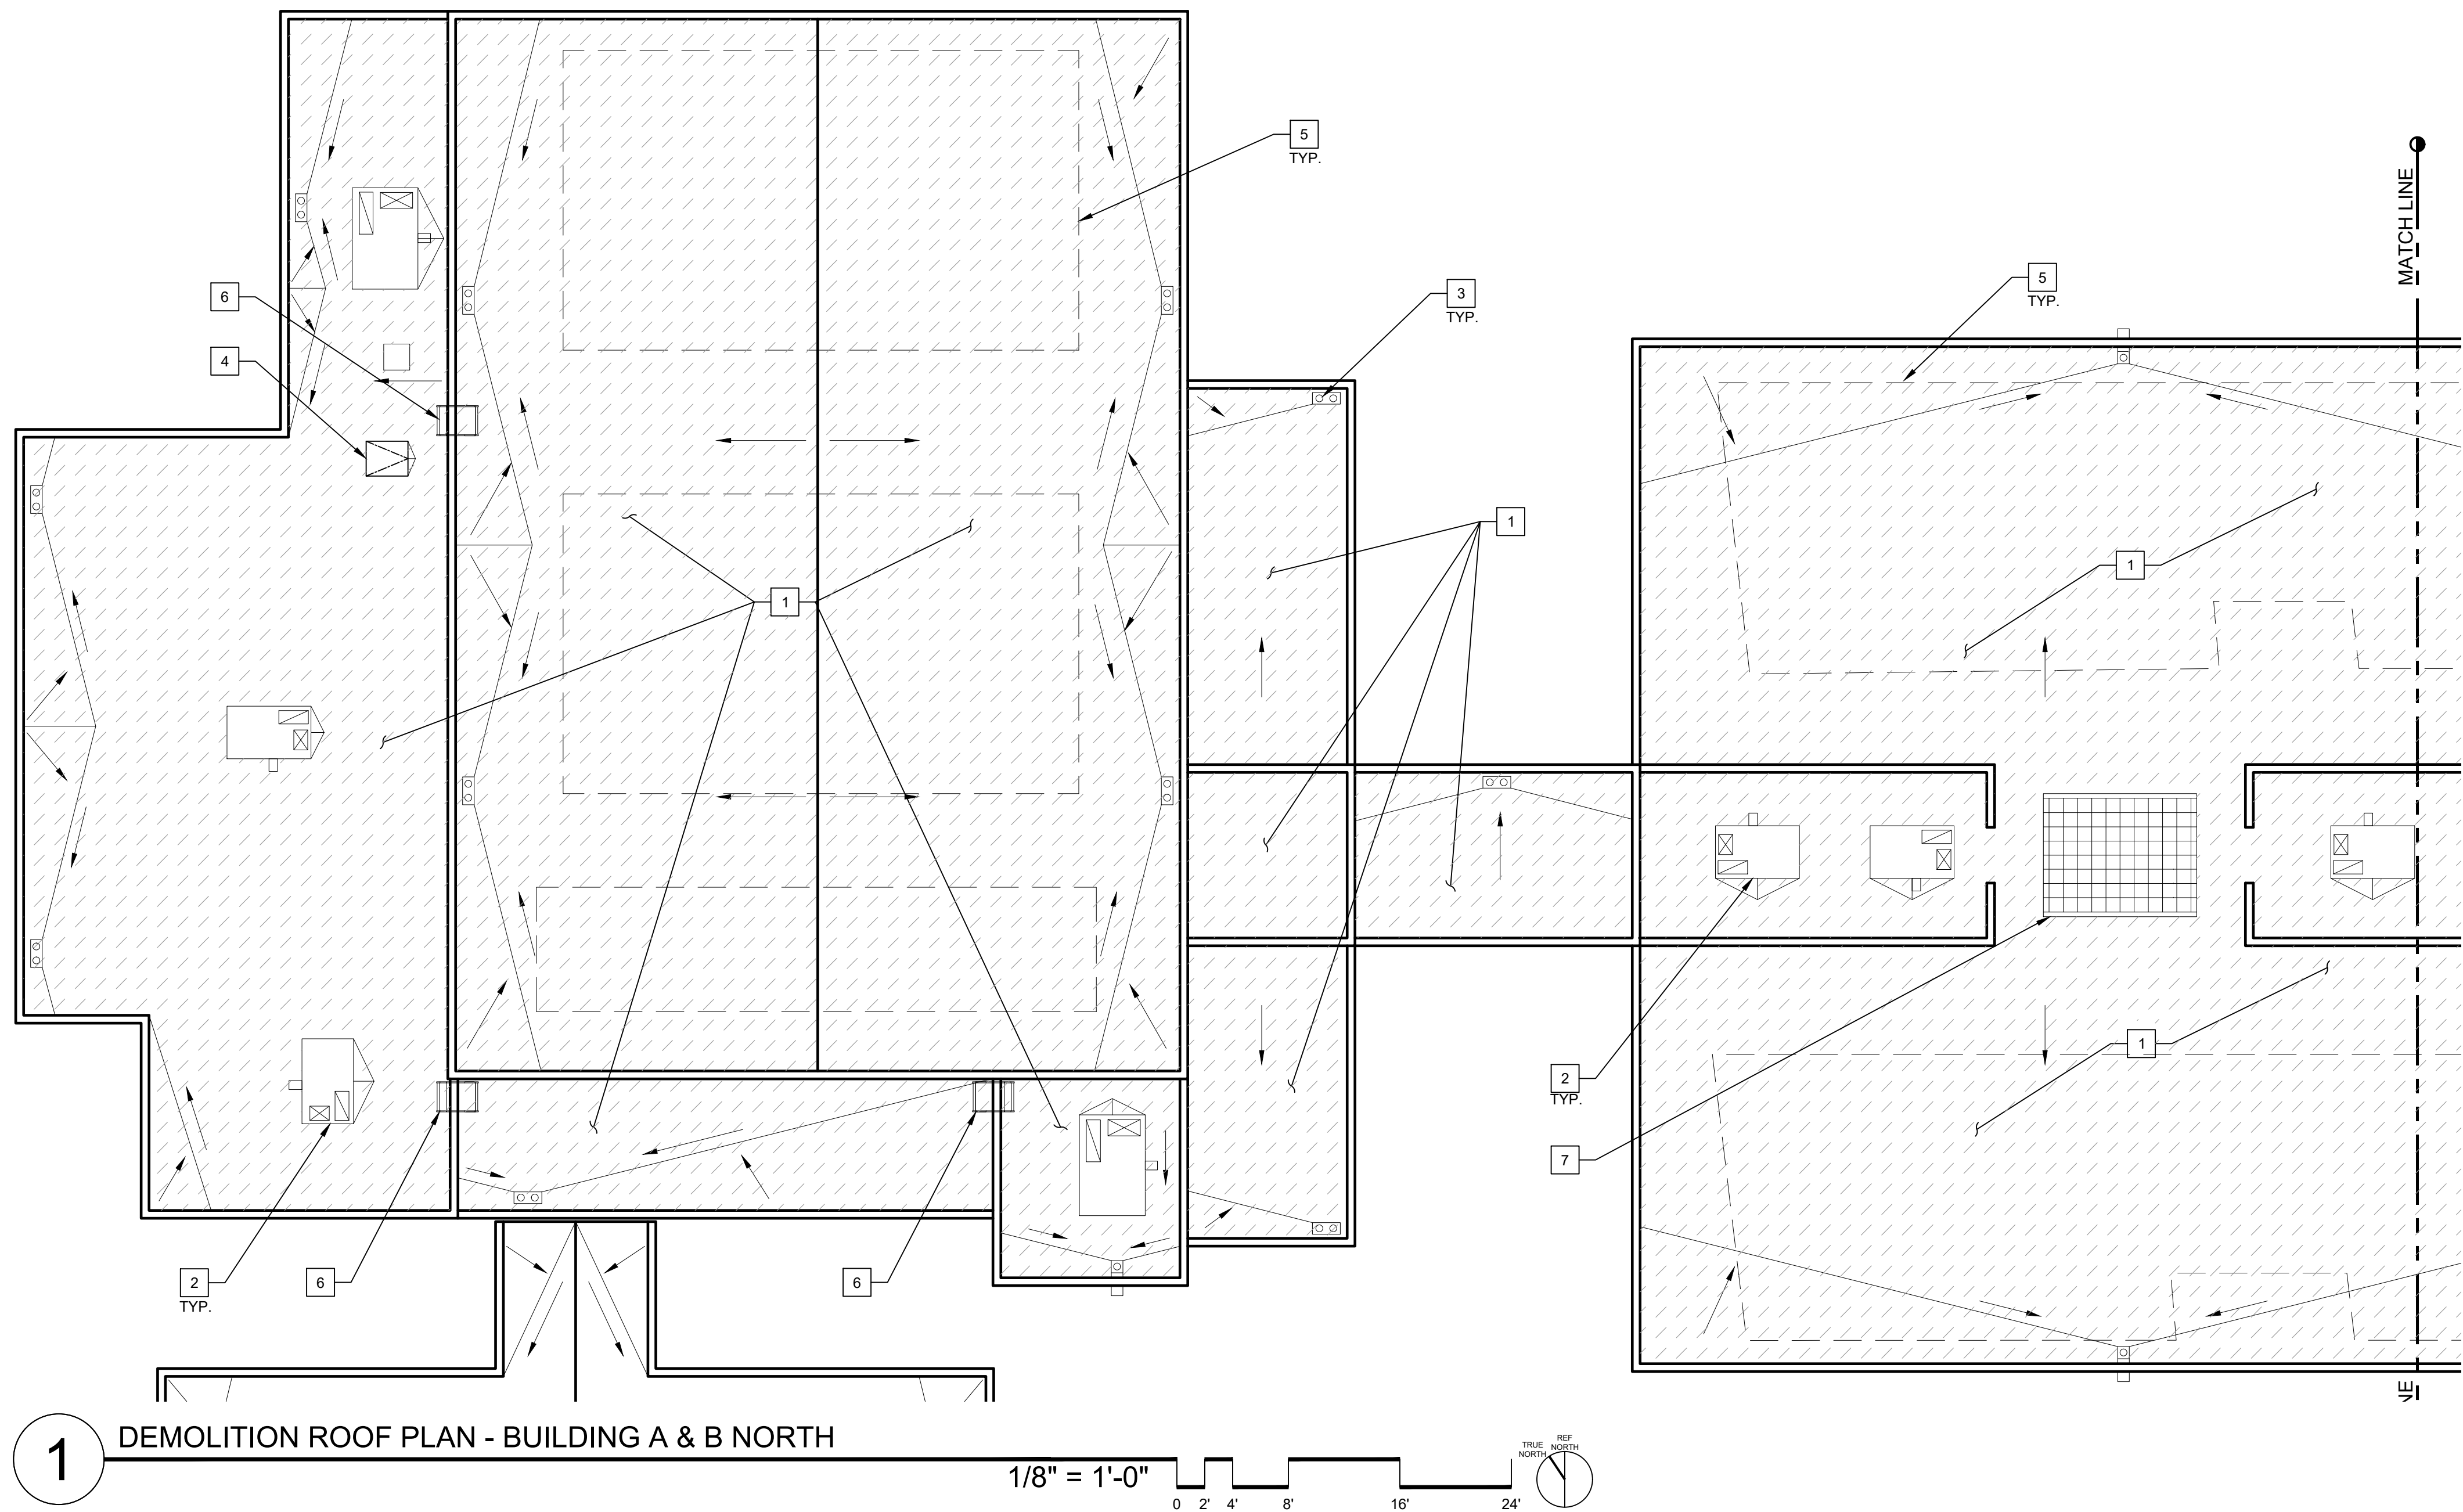 5
TYP.
MATCH LINE
5
TYP.
3
TYP.
6
4
1
1
1
2
TYP.
1
7
2
TYP.
6
6
NE
1
DEMOLITION ROOF PLAN - BUILDING A & B NORTH
1/8" = 1'-0"
0 2' 4' 8' 16' 24'
TRUE
NORTH
REF
NORTH